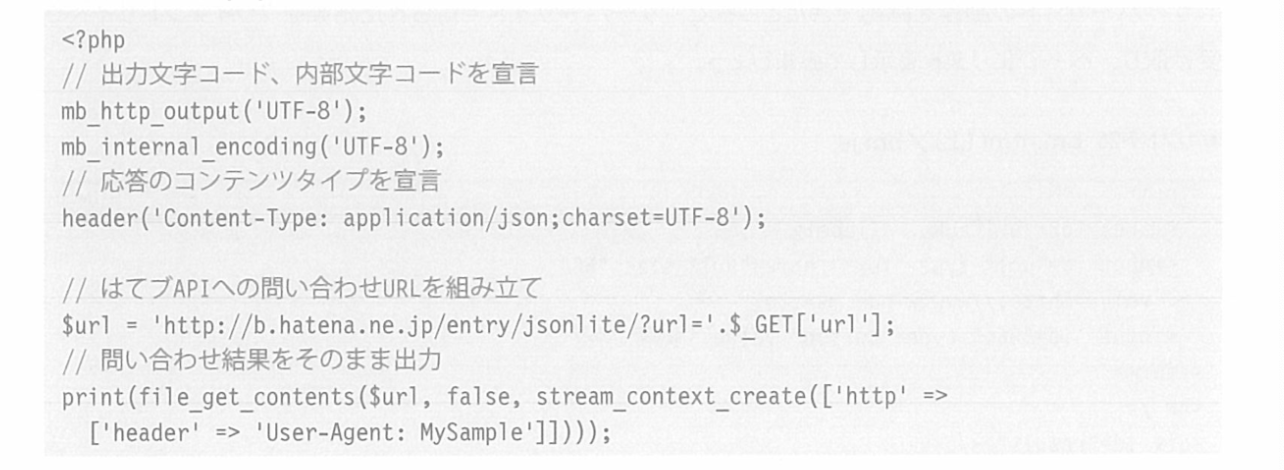 <?php
// 出力文字コード、内部文字コードを宣言
mb_http_output('UTF-8');
mb_internal_encoding('UTF-8');
// 応答のコンテンツタイプを宣言
header('Content-Type: application/json;charset=UTF-8');
// はてブAPIへの問い合わせURLを組み立て
$url = 'http://b.hatena.ne.jp/entry/jsonlite/?url='.$_GET['url'];
// 問い合わせ結果をそのまま出力
print(file_get_contents($url, false, stream_context_create(['http' =>
['header' => 'User-Agent: MySample']])));